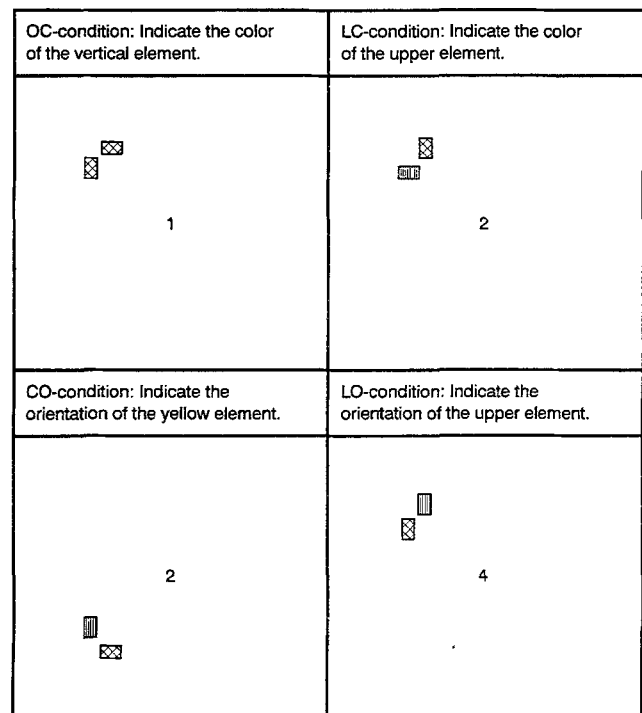 OC-condition: Indicate the color
of the vertical element.
LC-condition: Indicate the color
of the upper element.
1
2
CO-condition: Indicate the
orientation of the yellow element.
LO-condition: Indicate the
orientation of the upper element.
2
4